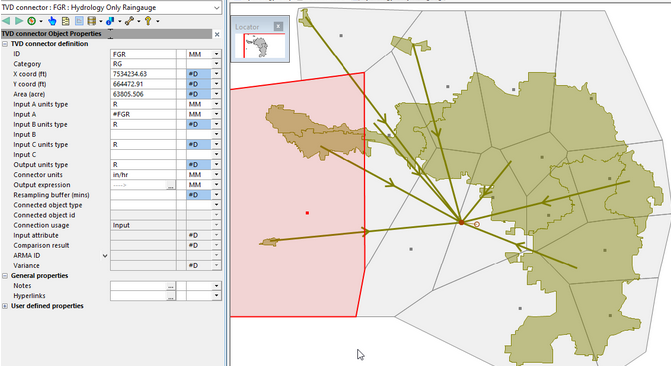 TVD connector : FGR : Hydrology Only Raingauge
TVD connector Object Properties
TVD connector definition
ID FGR MM
Category RG
X coord (ft) 7534234.63 #D
Y coord (ft) 664472.91 #D
Area (acre) 63805.506 #D
Input A units type R MM
Input A #FGR MM
Input B units type R #D
Input B
Input C units type R #D
Input C
Output units type R #D
Connector units in/hr MM
Output expression ----> ... MM
Resampling buffer (mins) #D
Connected object type
Connected object id
Connection usage Input
Input attribute #D
Comparison result #D
ARMA ID
Variance #D
General properties
Notes ...
Hyperlinks ...
User defined properties
Locator